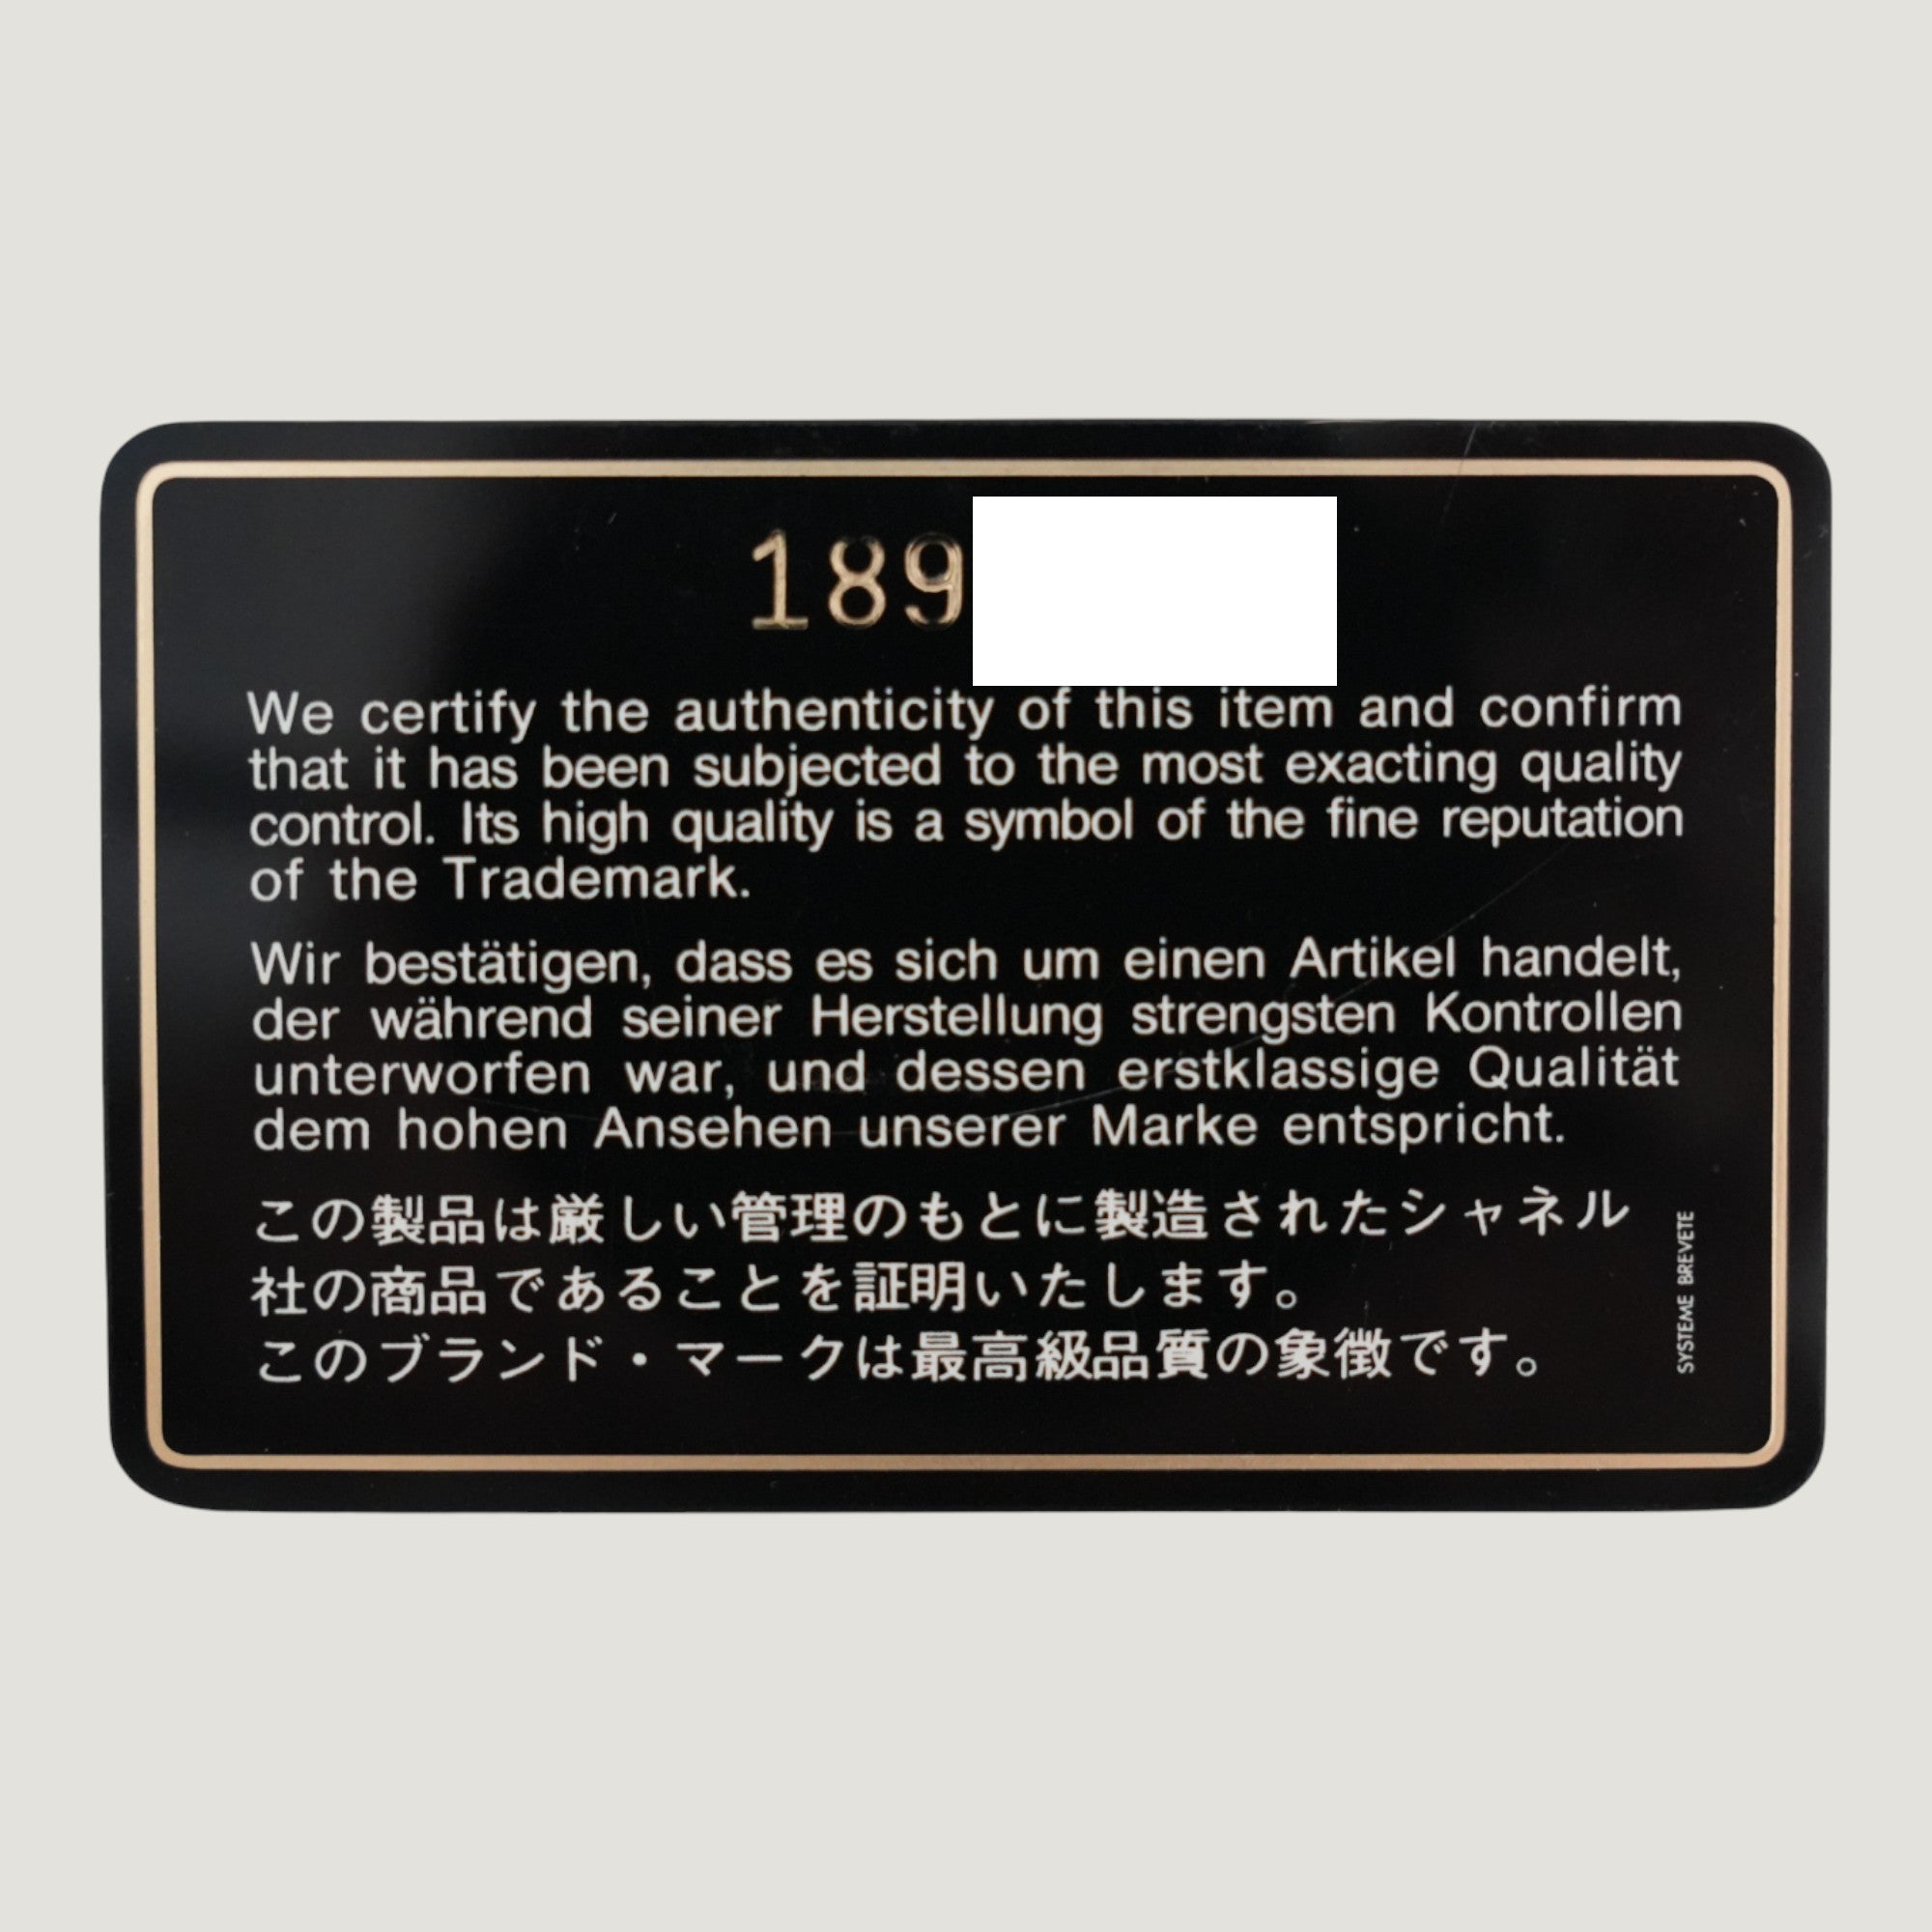 189
We certify the authenticity of this item and confirm
that it has been subjected to the most exacting quality
control. Its high quality is a symbol of the fine reputation
of the Trademark.
Wir bestätigen, dass es sich um einen Artikel handelt,
der während seiner Herstellung strengsten Kontrollen
unterworfen war, und dessen erstklassige Qualität
dem hohen Ansehen unserer Marke entspricht.
この製品は厳しい管理のもとに製造されたシャネル
社の商品であることを証明いたします。
このブランド・マークは最高級品質の象徴です。
SYSTEME BREVETE